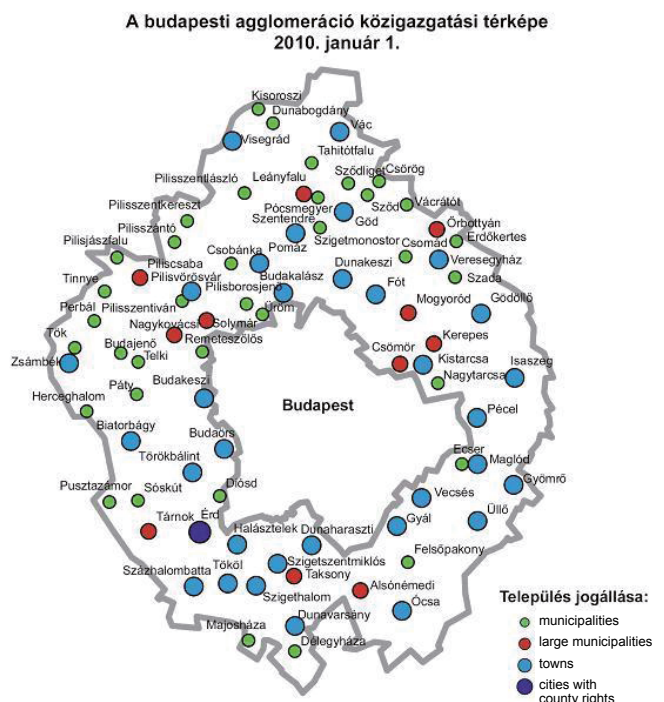 A budapesti agglomeráció közigazgatási térképe
2010. január 1.
Kisoroszi
Dunabogdány
Visegrád
Vác
Tahitótfalu
Pilisszentlászló
Leányfalu
Sződliget
Csörög
Pilisszentkereszt
Pócsmegyer
Sződ
Vácrátót
Szentendre
Göd
Őrbottyán
Pilisszántó
Erdőkertes
Pilisjászfalu
Csobánka
Pomáz
Szigetmonostor
Csomád
Veresegyház
Piliscsaba
Dunakeszi
Tinnye
Pilisvörösvár
Budakalász
Fót
Szada
Pilisborosjenő
Perbál
Pilisszentiván
Üröm
Mogyoród
Gödöllő
Nagykovácsi
Solymár
Tök
Remeteszőlős
Kerepes
Budajenő
Telki
Csömör
Kistarcsa
Isaszeg
Zsámbék
Nagytarcsa
Páty
Budakeszi
Herceghalom
Budapest
Pécel
Biatorbágy
Budaörs
Ecser
Törökbálint
Maglód
Gyömrő
Pusztazámor
Sóskút
Diósd
Vecsés
Tárnok
Érd
Gyál
Üllő
Halásztelek
Dunaharaszti
Felsőpakony
Százhalombatta
Tököl
Szigetszentmiklós
Taksony
Alsónémedi
Szigethalom
Ócsa
Majosháza
Dunavarsány
Délegyháza
Település jogállása:
municipalities
large municipalities
towns
cities with
county rights